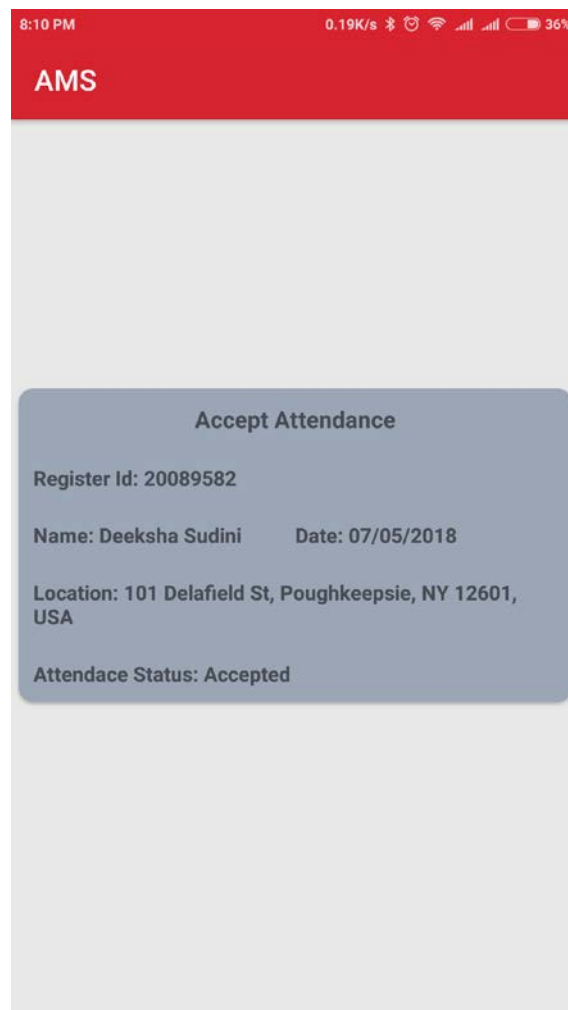 8:10 PM 0.19K/s 36%
AMS
Accept Attendance
Register Id: 20089582
Name: Deeksha Sudini Date: 07/05/2018
Location: 101 Delafield St, Poughkeepsie, NY 12601,
USA
Attendace Status: Accepted